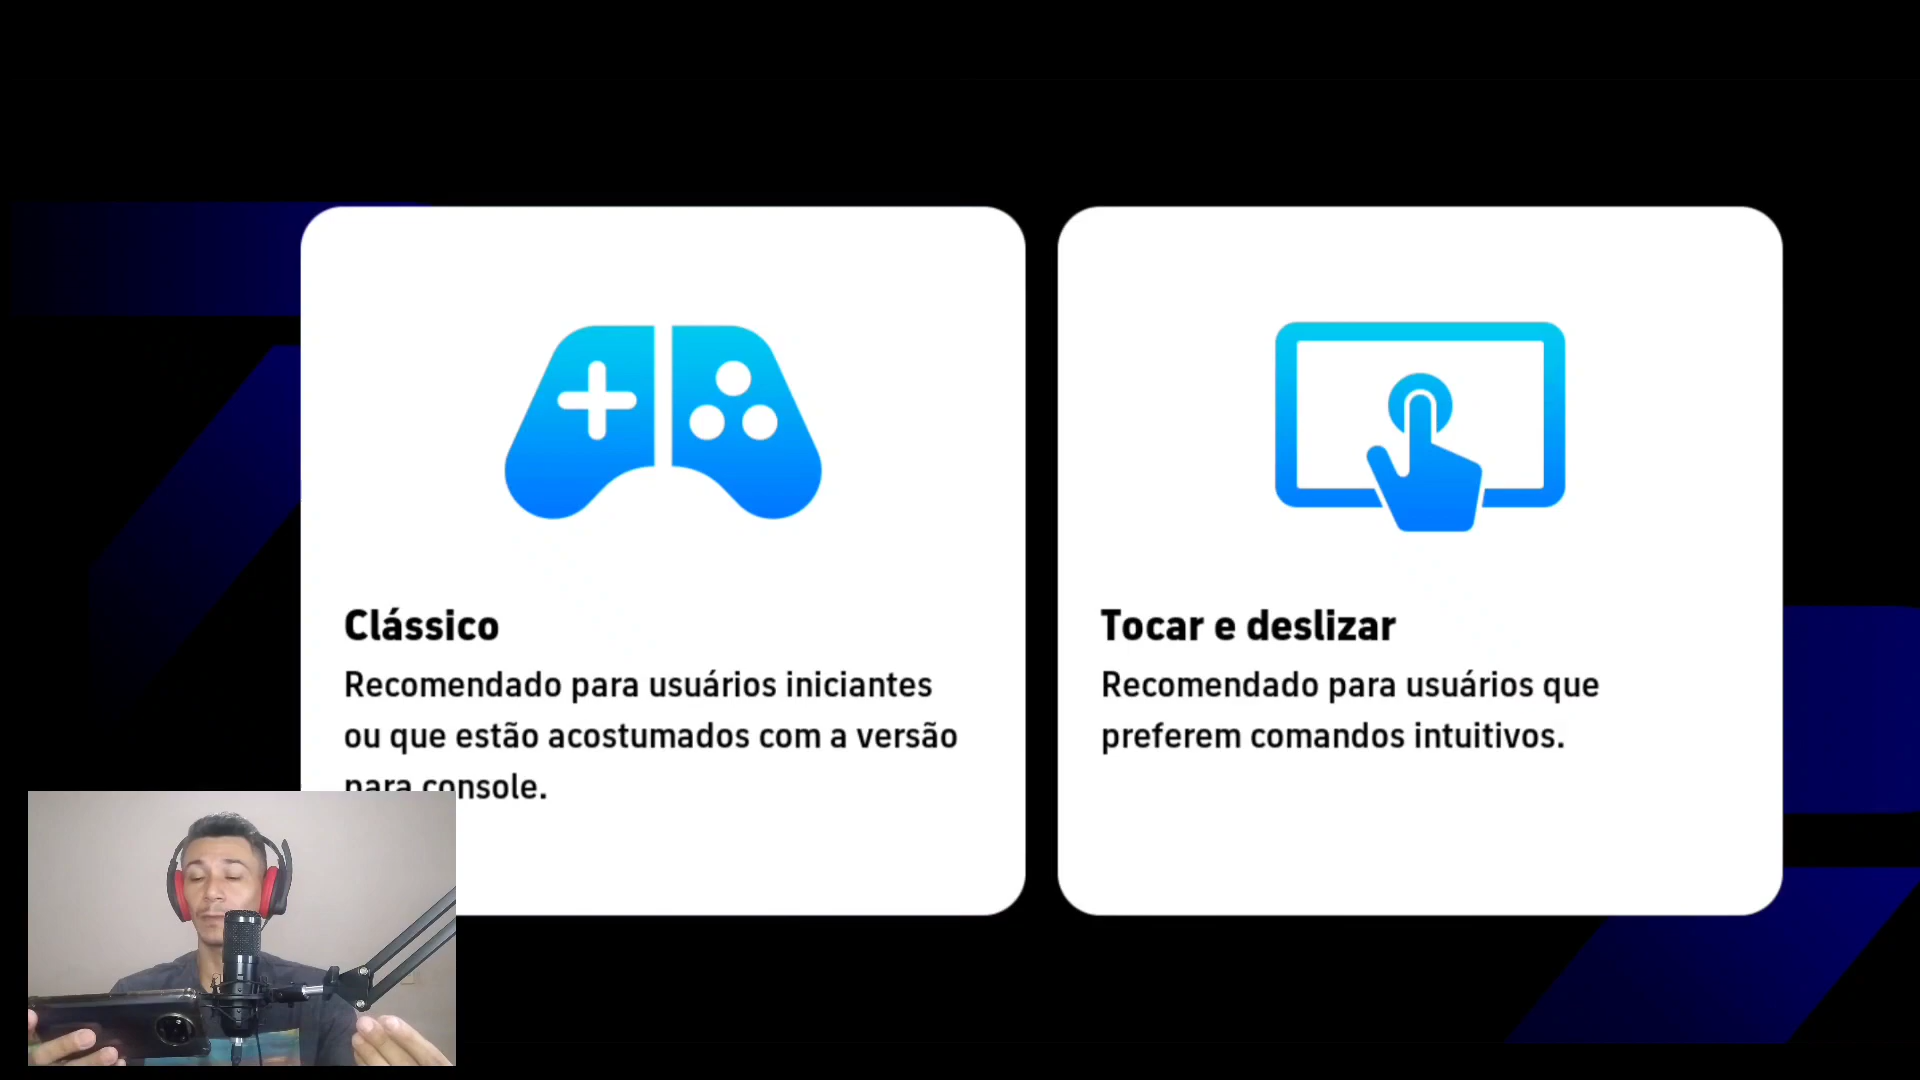 Clássico
Recomendado para usuários iniciantes
ou que estão acostumados com a versão
para console.
Tocar e deslizar
Recomendado para usuários que
preferem comandos intuitivos.